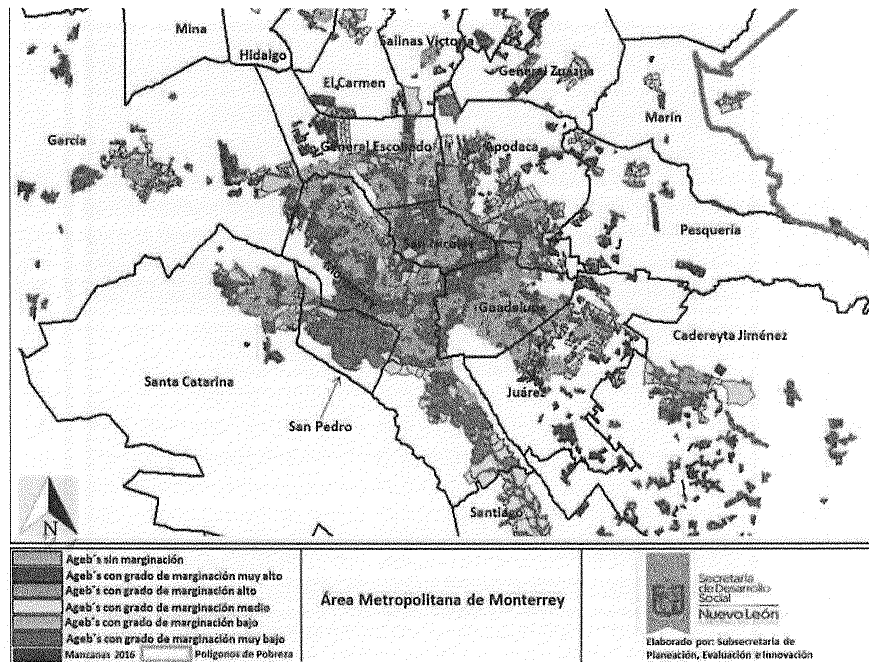 Mina
Salinas Victoria
Hidalgo
General Zuazua
El Carmen
Marín
García
General Escobedo
Apodaca
Pesquería
San Nicolás
Guadalupe
Cadereyta Jiménez
Santa Catarina
Juárez
San Pedro
Santiago
N
Ageb´s sin marginación
Ageb´s con grado de marginación muy alto
Ageb´s con grado de marginación alto
Ageb´s con grado de marginación medio
Ageb´s con grado de marginación bajo
Ageb´s con grado de marginación muy bajo
Manzanas 2016 Polígonos de Pobreza
Área Metropolitana de Monterrey
Secretaría
de Desarrollo
Social
Nuevo León
Elaborado por: Subsecretaría de
Planeación, Evaluación e Innovación